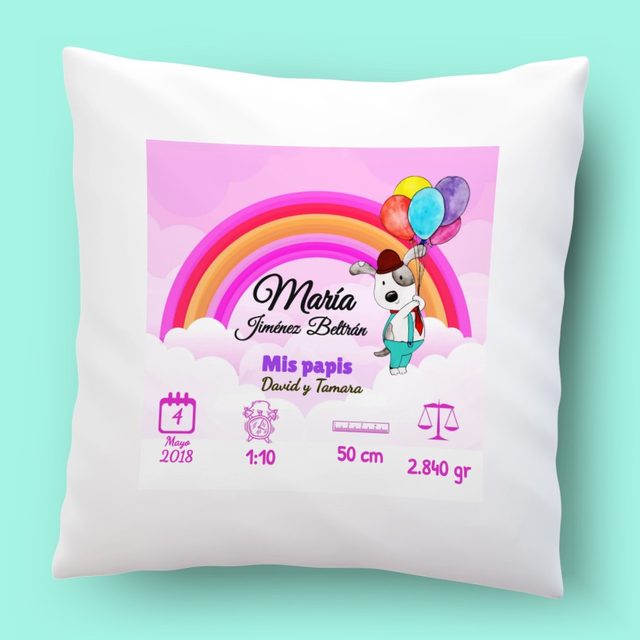 María
Jiménez Beltrán
Mis papis
David y Tamara
4
Mayo
2018
1:10
50 cm
2.840 gr